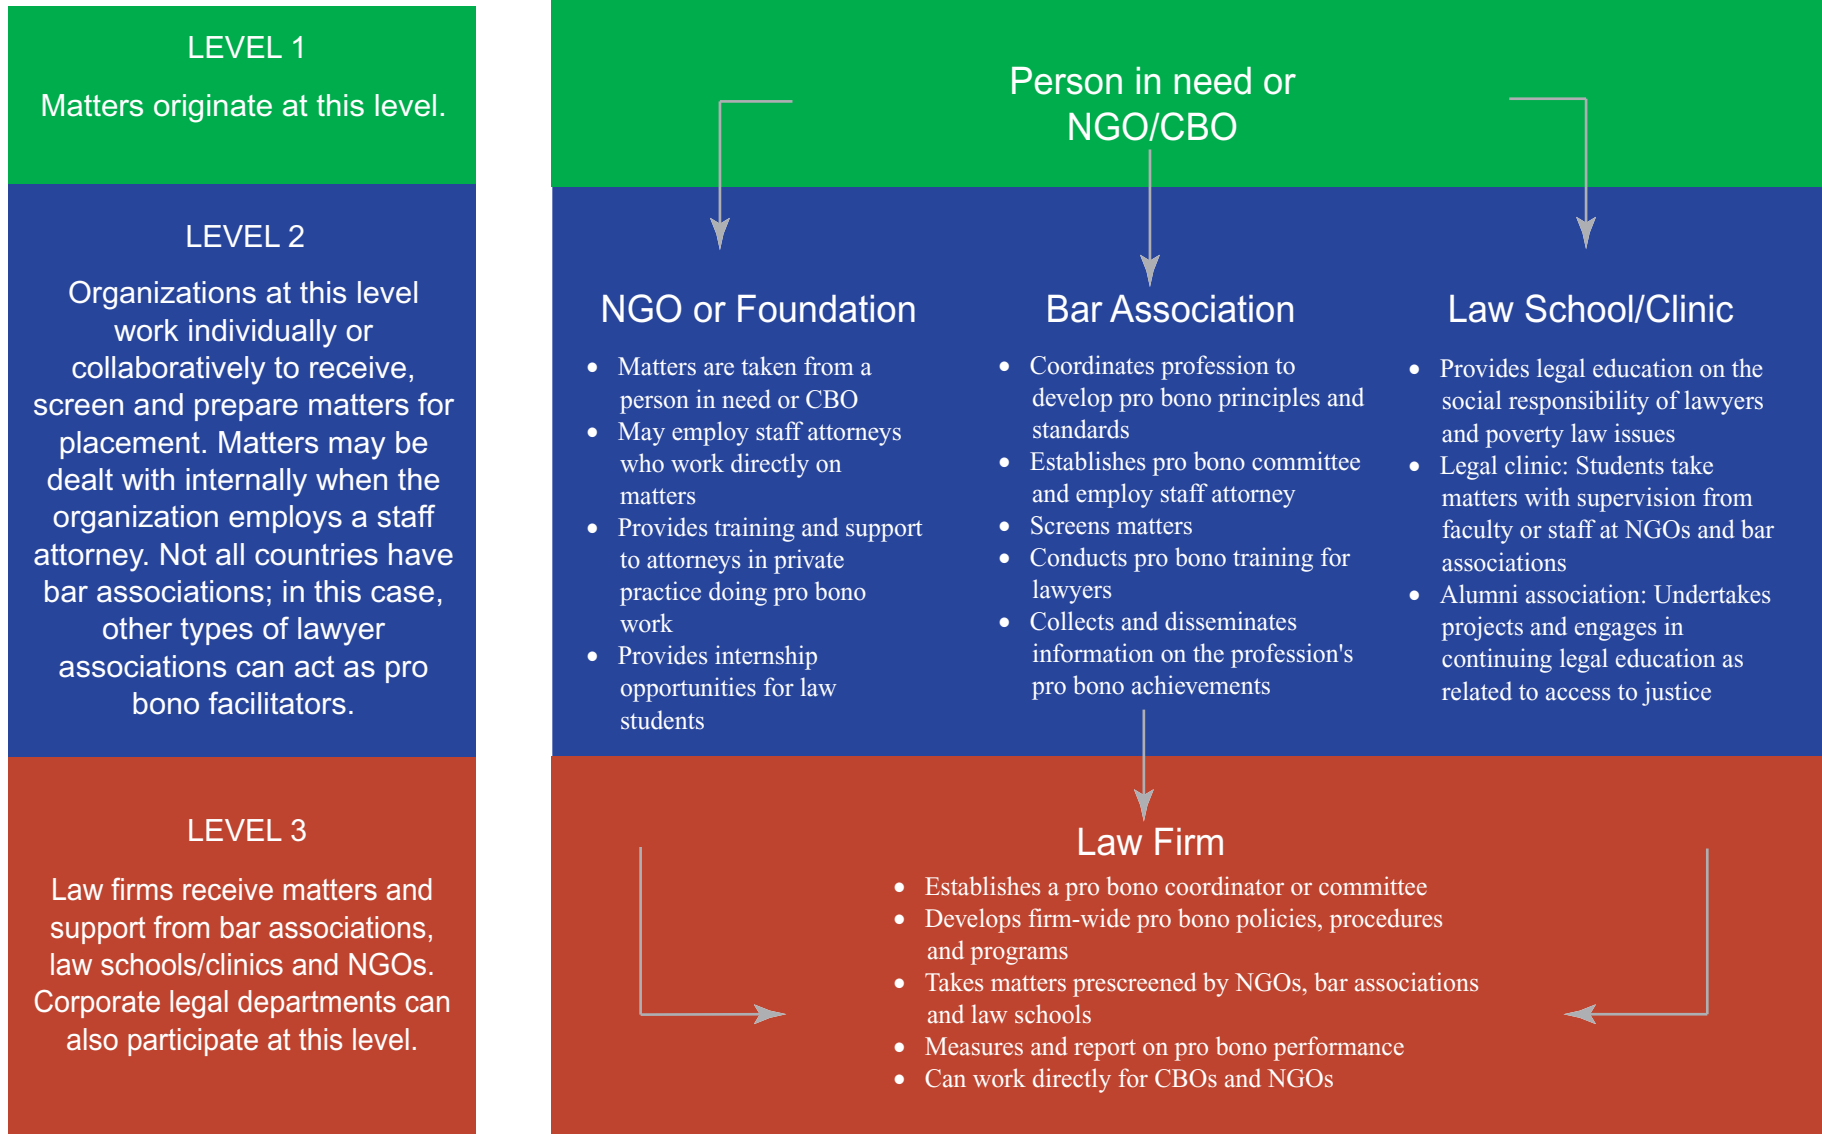 LEVEL 1
Matters originate at this level.
LEVEL 2
Organizations at this level
work individually or
collaboratively to receive,
screen and prepare matters for
placement. Matters may be
dealt with internally when the
organization employs a staff
attorney. Not all countries have
bar associations; in this case,
other types of lawyer
associations can act as pro
bono facilitators.
LEVEL 3
Law firms receive matters and
support from bar associations,
law schools/clinics and NGOs.
Corporate legal departments can
also participate at this level.
Person in need or
NGO/CBO
NGO or Foundation
• Matters are taken from a
person in need or CBO
• May employ staff attorneys
who work directly on
matters
• Provides training and support
to attorneys in private
practice doing pro bono
work
• Provides internship
opportunities for law
students
Bar Association
• Coordinates profession to
develop pro bono principles and
standards
• Establishes pro bono committee
and employ staff attorney
• Screens matters
• Conducts pro bono training for
lawyers
• Collects and disseminates
information on the profession's
pro bono achievements
Law School/Clinic
• Provides legal education on the
social responsibility of lawyers
and poverty law issues
• Legal clinic: Students take
matters with supervision from
faculty or staff at NGOs and bar
associations
• Alumni association: Undertakes
projects and engages in
continuing legal education as
related to access to justice
Law Firm
• Establishes a pro bono coordinator or committee
• Develops firm-wide pro bono policies, procedures
and programs
• Takes matters prescreened by NGOs, bar associations
and law schools
• Measures and report on pro bono performance
• Can work directly for CBOs and NGOs